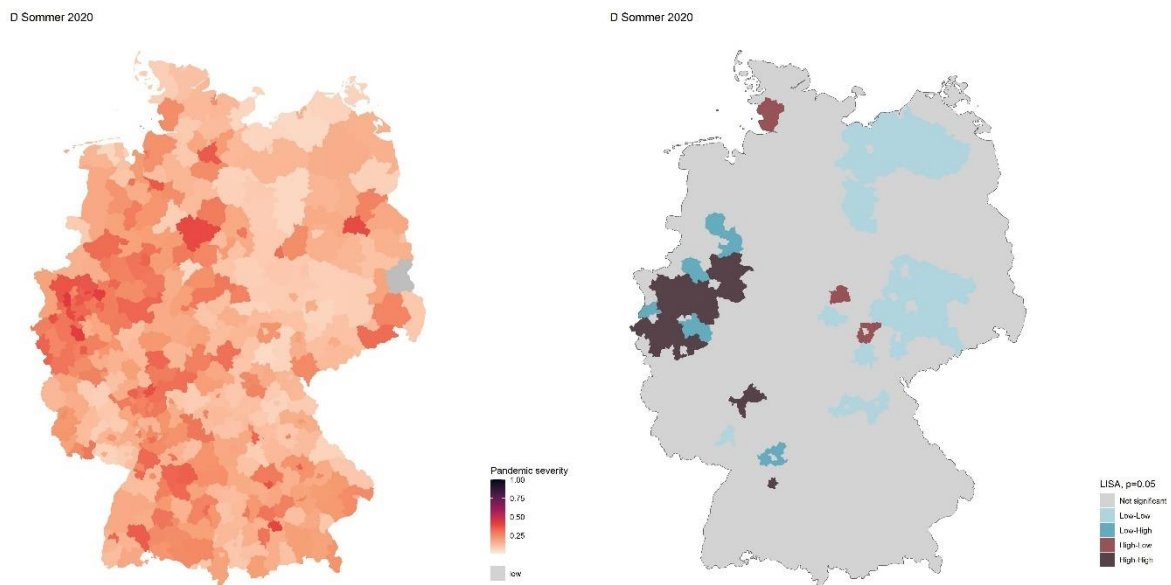 D Sommer 2020
Pandemic severity
1.00
0.75
0.50
0.25
low
D Sommer 2020
LISA, p=0.05
Not significant
Low-Low
Low-High
High-Low
High-High